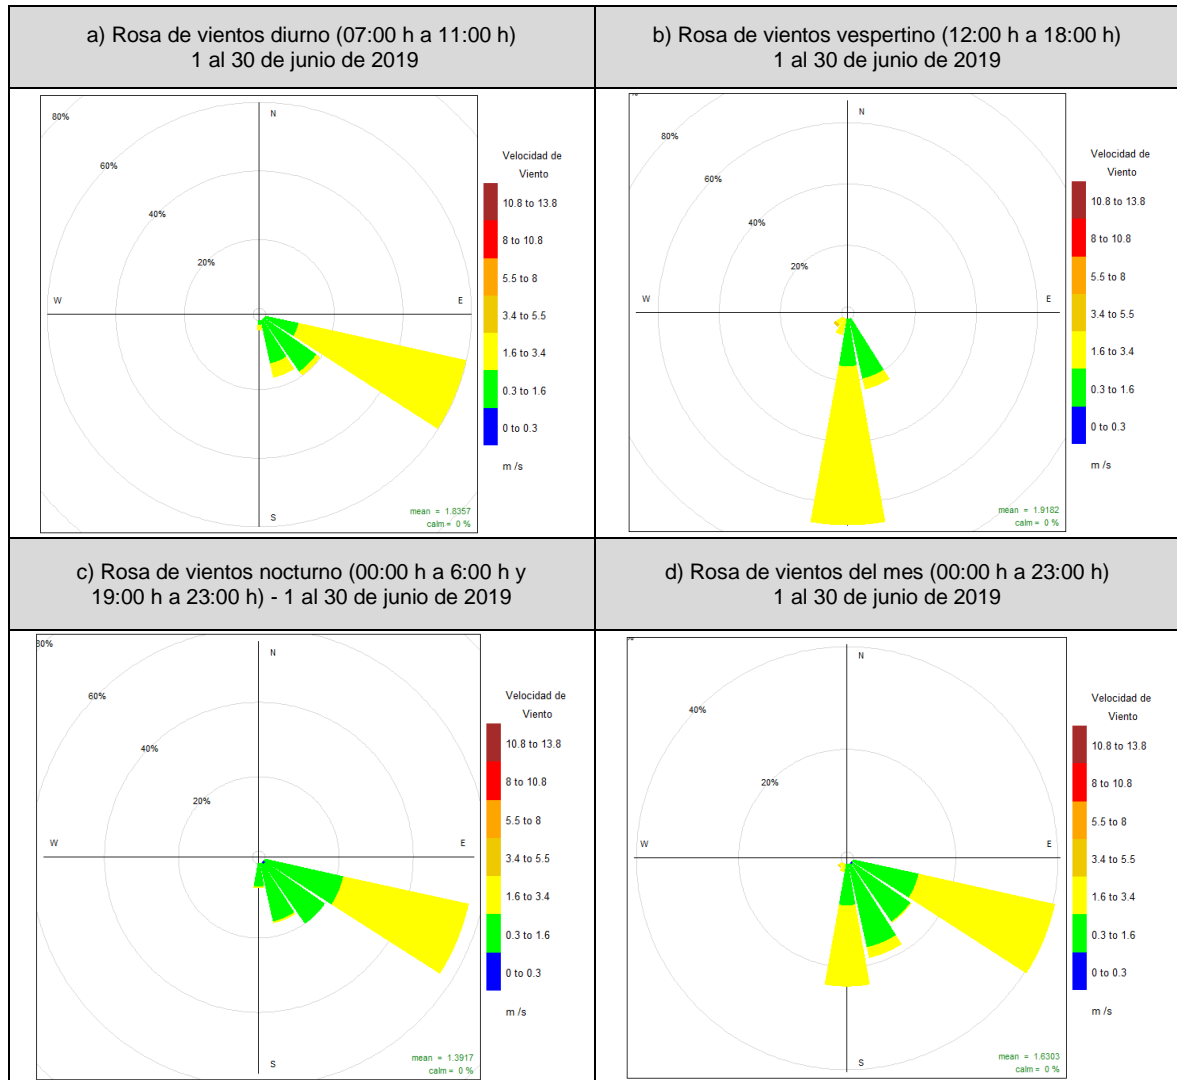 a) Rosa de vientos diurno (07:00 h a 11:00 h)
1 al 30 de junio de 2019
b) Rosa de vientos vespertino (12:00 h a 18:00 h)
1 al 30 de junio de 2019
80%
60%
40%
20%
N
W
E
S
Velocidad de
Viento
10.8 to 13.8
8 to 10.8
5.5 to 8
3.4 to 5.5
1.6 to 3.4
0.3 to 1.6
0 to 0.3
m /s
mean = 1.8357
calm = 0 %
80%
60%
40%
20%
N
W
E
S
Velocidad de
Viento
10.8 to 13.8
8 to 10.8
5.5 to 8
3.4 to 5.5
1.6 to 3.4
0.3 to 1.6
0 to 0.3
m /s
mean = 1.9182
calm = 0 %
c) Rosa de vientos nocturno (00:00 h a 6:00 h y
19:00 h a 23:00 h) - 1 al 30 de junio de 2019
d) Rosa de vientos del mes (00:00 h a 23:00 h)
1 al 30 de junio de 2019
80%
60%
40%
20%
N
W
E
S
Velocidad de
Viento
10.8 to 13.8
8 to 10.8
5.5 to 8
3.4 to 5.5
1.6 to 3.4
0.3 to 1.6
0 to 0.3
m /s
mean = 1.3917
calm = 0 %
40%
20%
N
W
E
S
Velocidad de
Viento
10.8 to 13.8
8 to 10.8
5.5 to 8
3.4 to 5.5
1.6 to 3.4
0.3 to 1.6
0 to 0.3
m /s
mean = 1.6303
calm = 0 %